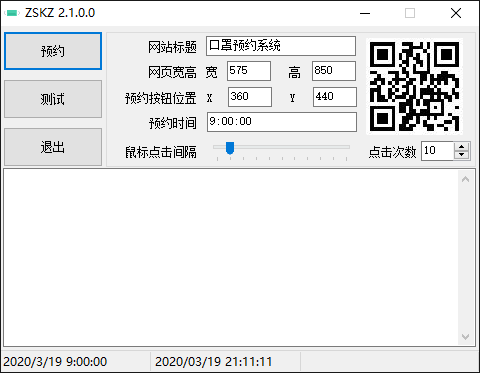 ZSKZ 2.1.0.0
预约
测试
退出
网站标题 口罩预约系统
网页宽高 宽 575 高 850
预约按钮位置 X 360 Y 440
预约时间 9:00:00
鼠标点击间隔 点击次数 10
2020/3/19 9:00:00 2020/03/19 21:11:11